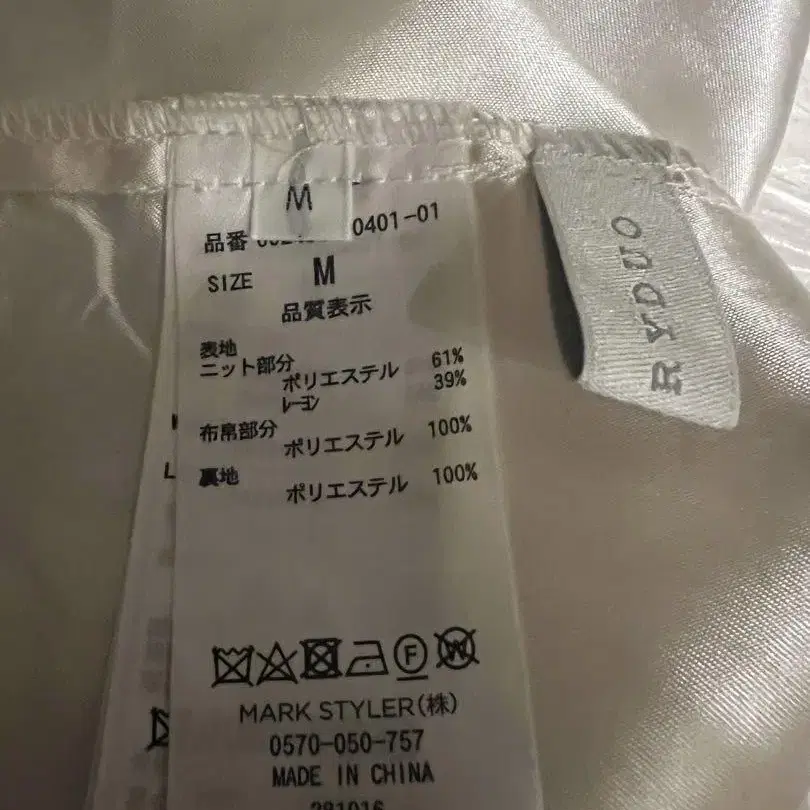 M
品番 0401-01
SIZE M
品質表示
表地
ニット部分
ポリエステル 61%
レーヨン 39%
布帛部分
ポリエステル 100%
裏地
ポリエステル 100%
F W
MARK STYLER(株)
0570-050-757
MADE IN CHINA
L